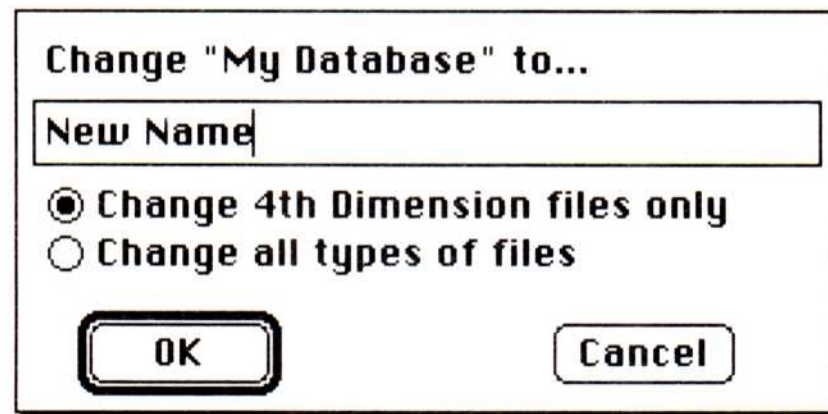 Change "My Database" to...
New Name
Change 4th Dimension files only
Change all types of files
OK
Cancel